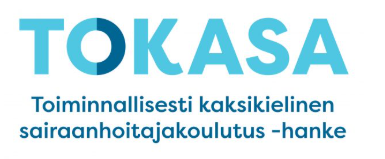 TOKASA
Toiminnallisesti kaksikielinen
sairaanhoitajakoulutus -hanke